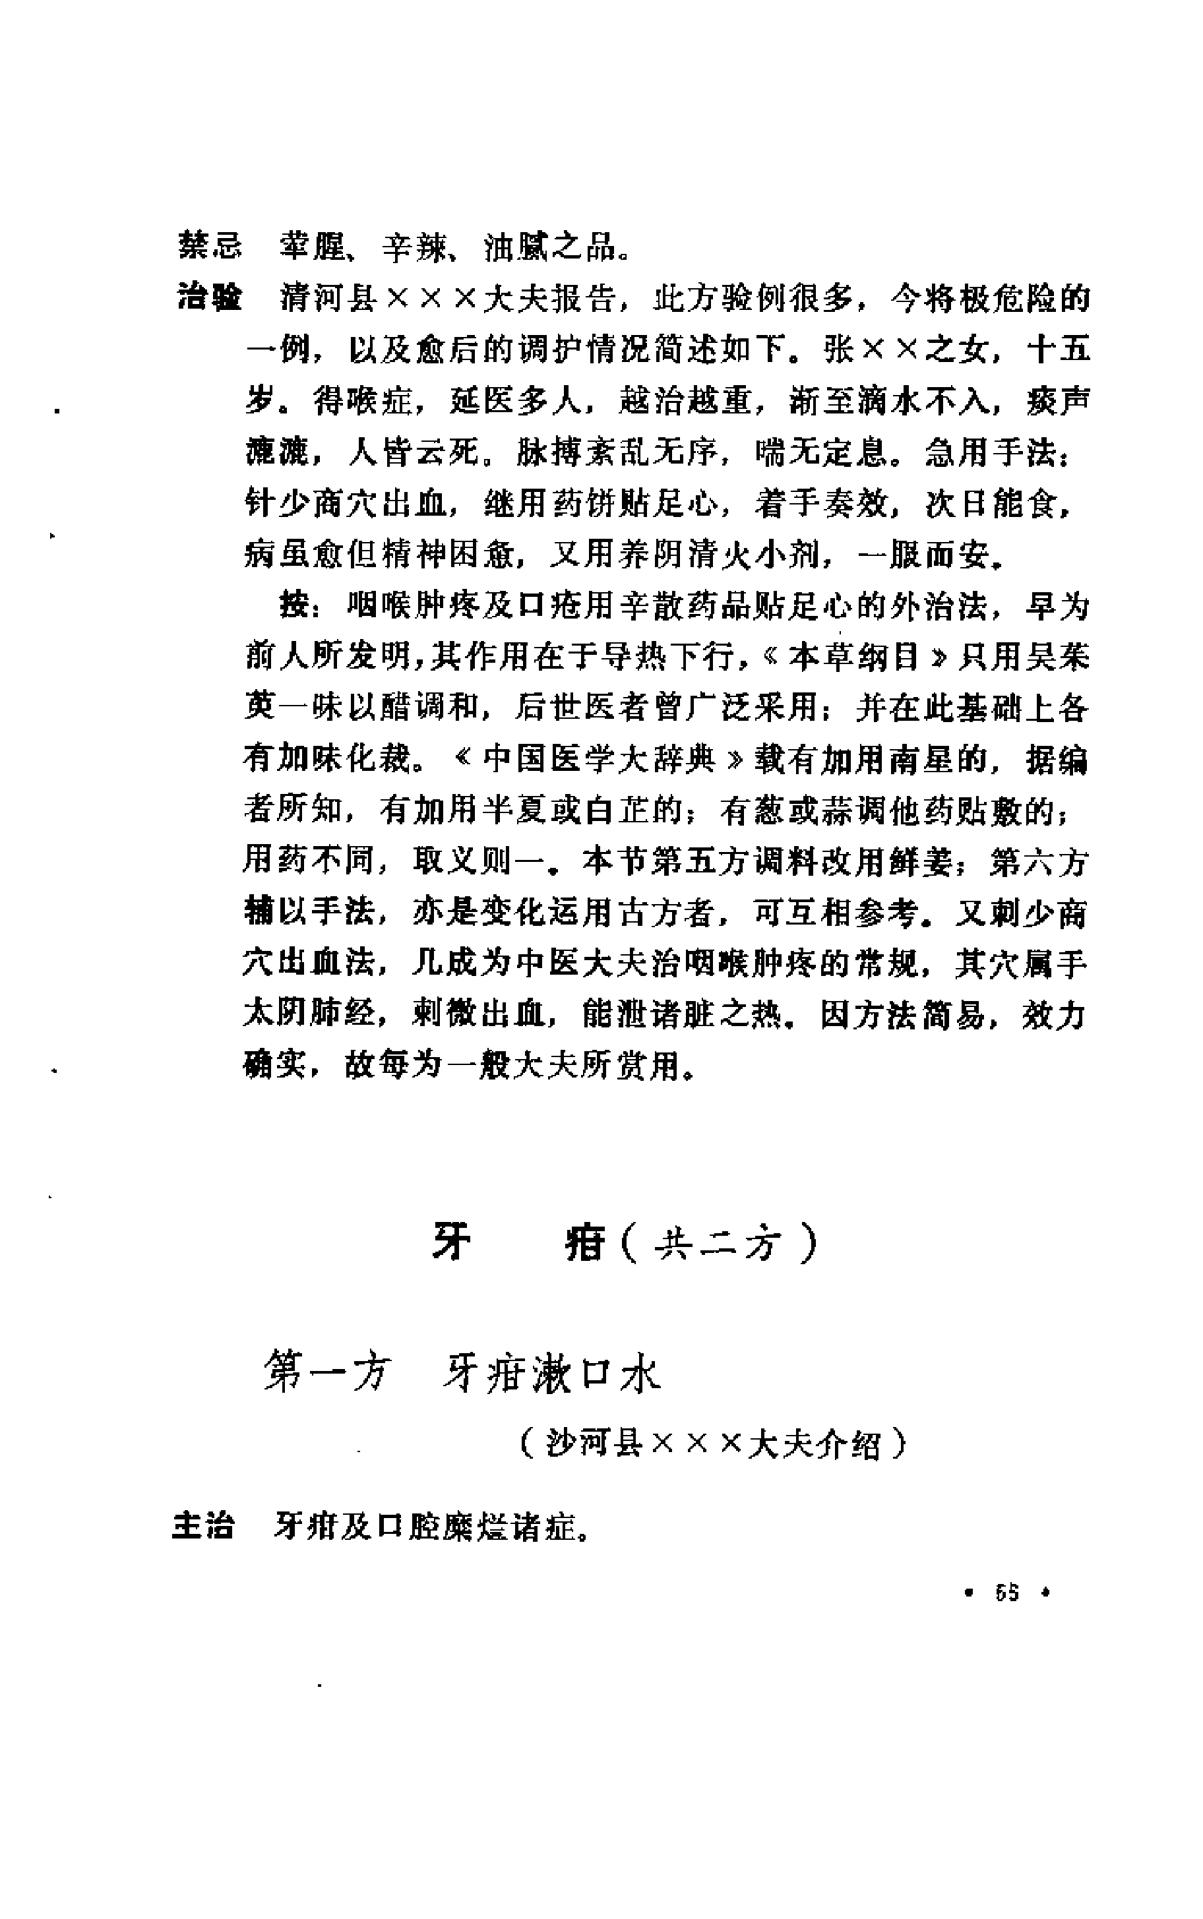 禁忌　荤腥、辛辣、油腻之品。
治验　清河县×××大夫报告，此方验例很多，今将极危险的
一例，以及愈后的调护情况简述如下。张××之女，十五
岁。得喉症，延医多人，越治越重，渐至滴水不入，痰声
漉漉，人皆云死。脉搏紊乱无序，喘无定息。急用手法：
针少商穴出血，继用药饼贴足心，着手奏效，次日能食，
病虽愈但精神困惫，又用养阴清火小剂，一服而安。
按：咽喉肿疼及口疮用辛散药品贴足心的外治法，早为
前人所发明，其作用在于导热下行，《本草纲目》只用吴茱
萸一味以醋调和，后世医者曾广泛采用；并在此基础上各
有加味化裁。《中国医学大辞典》载有加用南星的，据编
者所知，有加用半夏或白芷的；有葱或蒜调他药贴敷的；
用药不同，取义则一。本节第五方调料改用鲜姜；第六方
辅以手法，亦是变化运用古方者，可互相参考。又刺少商
穴出血法，几成为中医大夫治咽喉肿疼的常规，其穴属手
太阴肺经，刺微出血，能泄诸脏之热。因方法简易，效力
确实，故每为一般大夫所赏用。
牙　疳（共二方）
第一方　牙疳漱口水
（沙河县×××大夫介绍）
主治　牙疳及口腔糜烂诸症。